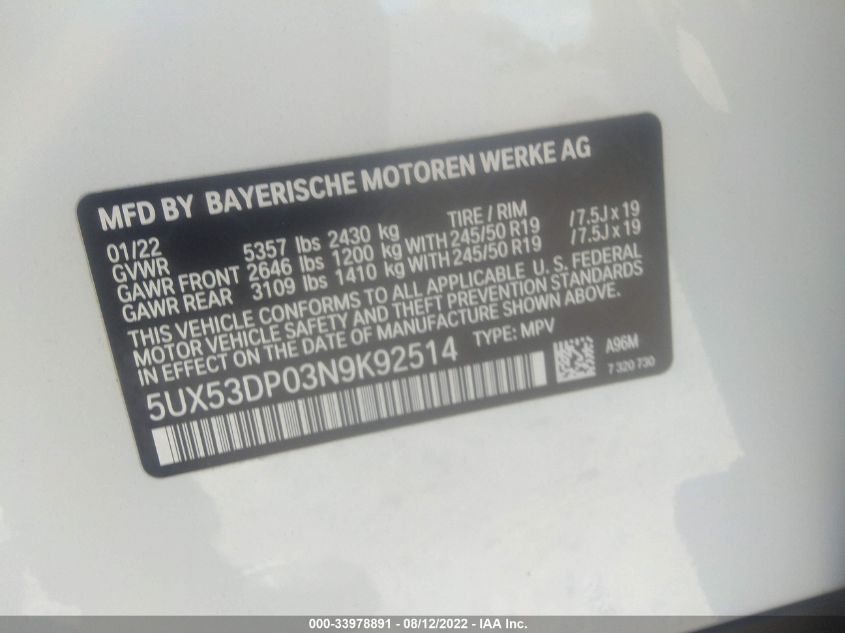 MFD BY BAYERISCHE MOTOREN WERKE AG
01/22 5357 lbs 2430 kg TIRE / RIM
GVWR
GAWR FRONT 2646 lbs 1200 kg WITH 245/50 R19 /7.5J x 19
GAWR REAR 3109 lbs 1410 kg WITH 245/50 R19 /7.5J x 19
THIS VEHICLE CONFORMS TO ALL APPLICABLE U. S. FEDERAL
MOTOR VEHICLE SAFETY AND THEFT PREVENTION STANDARDS
IN EFFECT ON THE DATE OF MANUFACTURE SHOWN ABOVE.
5UX53DP03N9K92514 TYPE: MPV A96M
7 320 730
000-33978891 - 08/12/2022 - IAA Inc.